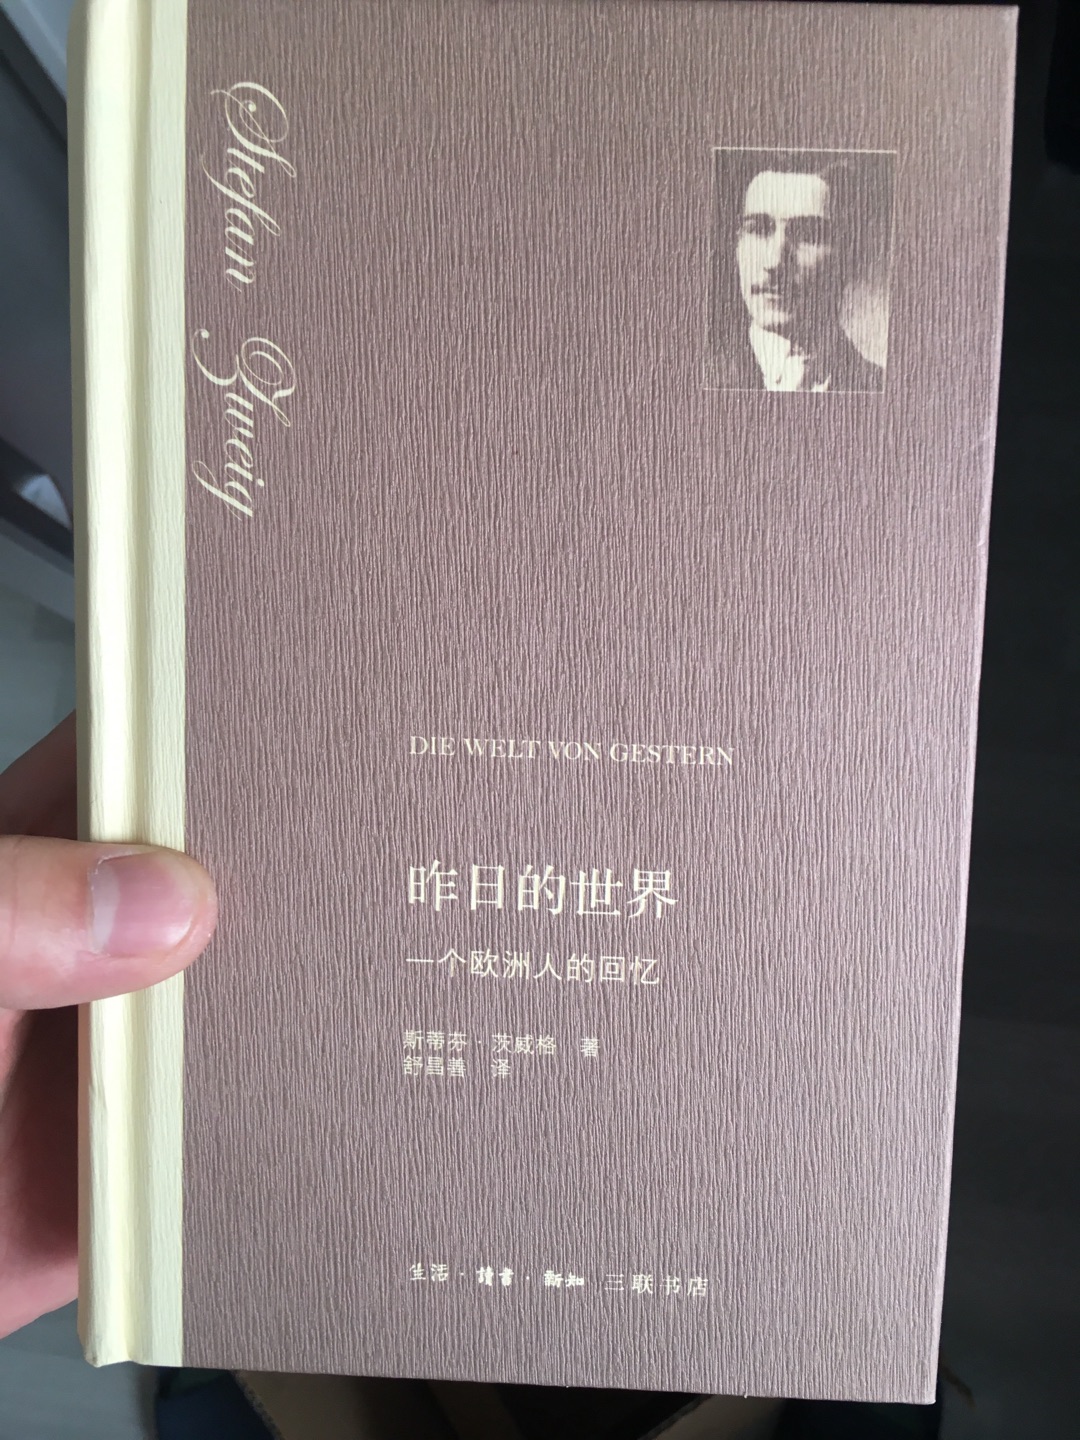 Stefan Zweig
DIE WELT VON GESTERN
昨日的世界
一个欧洲人的回忆
斯蒂芬·茨威格 著
舒昌善 译
生活·讀書·新知 三联书店